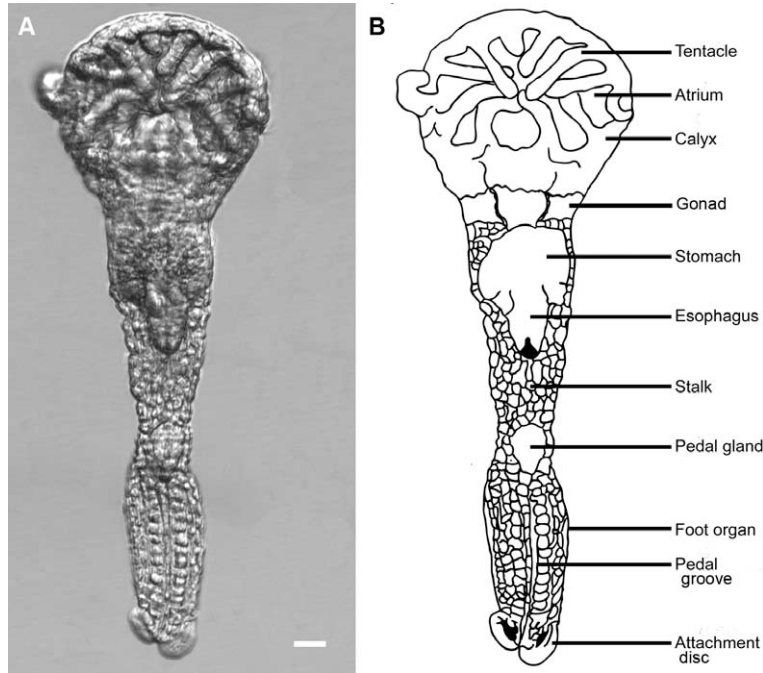 A
B
Tentacle
Atrium
Calyx
Gonad
Stomach
Esophagus
Stalk
Pedal gland
Foot organ
Pedal
groove
Attachment
disc